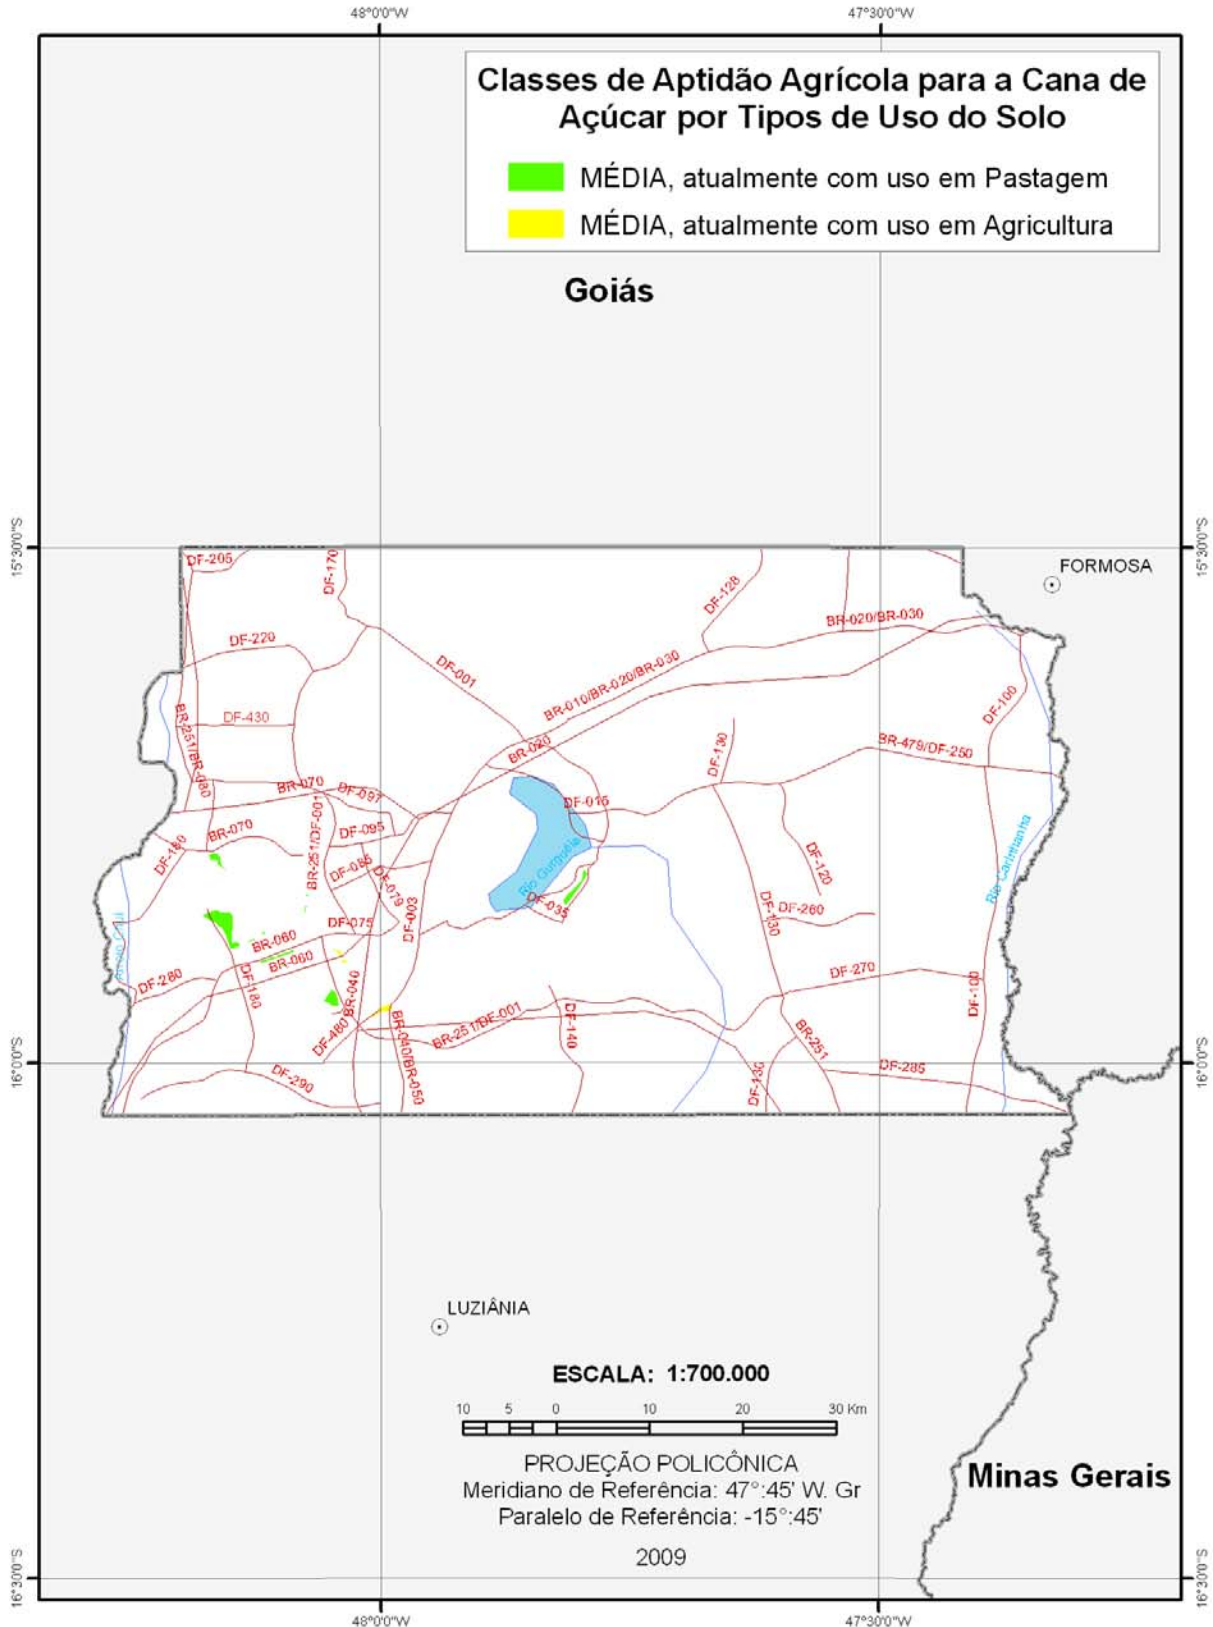 48°0'0"W
47°30'0"W
Classes de Aptidão Agrícola para a Cana de
Açúcar por Tipos de Uso do Solo
MÉDIA, atualmente com uso em Pastagem
MÉDIA, atualmente com uso em Agricultura
Goiás
15°30'0"S
15°30'0"S
FORMOSA
DF-205
DF-170
DF-128
BR-020/BR-030
DF-220
DF-001
BR-010/BR-020/BR-030
DF-100
DF-430
BR-251/BR-080
BR-020
DF-130
BR-479/DF-250
BR-070
DF-097
DF-015
BR-070
DF-095
BR-251/DF-001
DF-180
DF-085
DF-079
Rio Gurguéia
Rio Carinhanha
DF-120
DF-035
DF-260
DF-130
DF-075
DF-003
BR-060
BR-060
DF-280
DF-180
BR-040
DF-270
DF-100
DF-480
BR-040/BR-050
BR-251/DF-001
DF-140
BR-251
DF-290
DF-130
DF-285
16°0'0"S
16°0'0"S
LUZIÂNIA
ESCALA: 1:700.000
10 5 0 10 20 30 Km
PROJEÇÃO POLICÔNICA
Meridiano de Referência: 47°:45' W. Gr
Paralelo de Referência: -15°:45'
2009
Minas Gerais
16°30'0"S
16°30'0"S
48°0'0"W
47°30'0"W